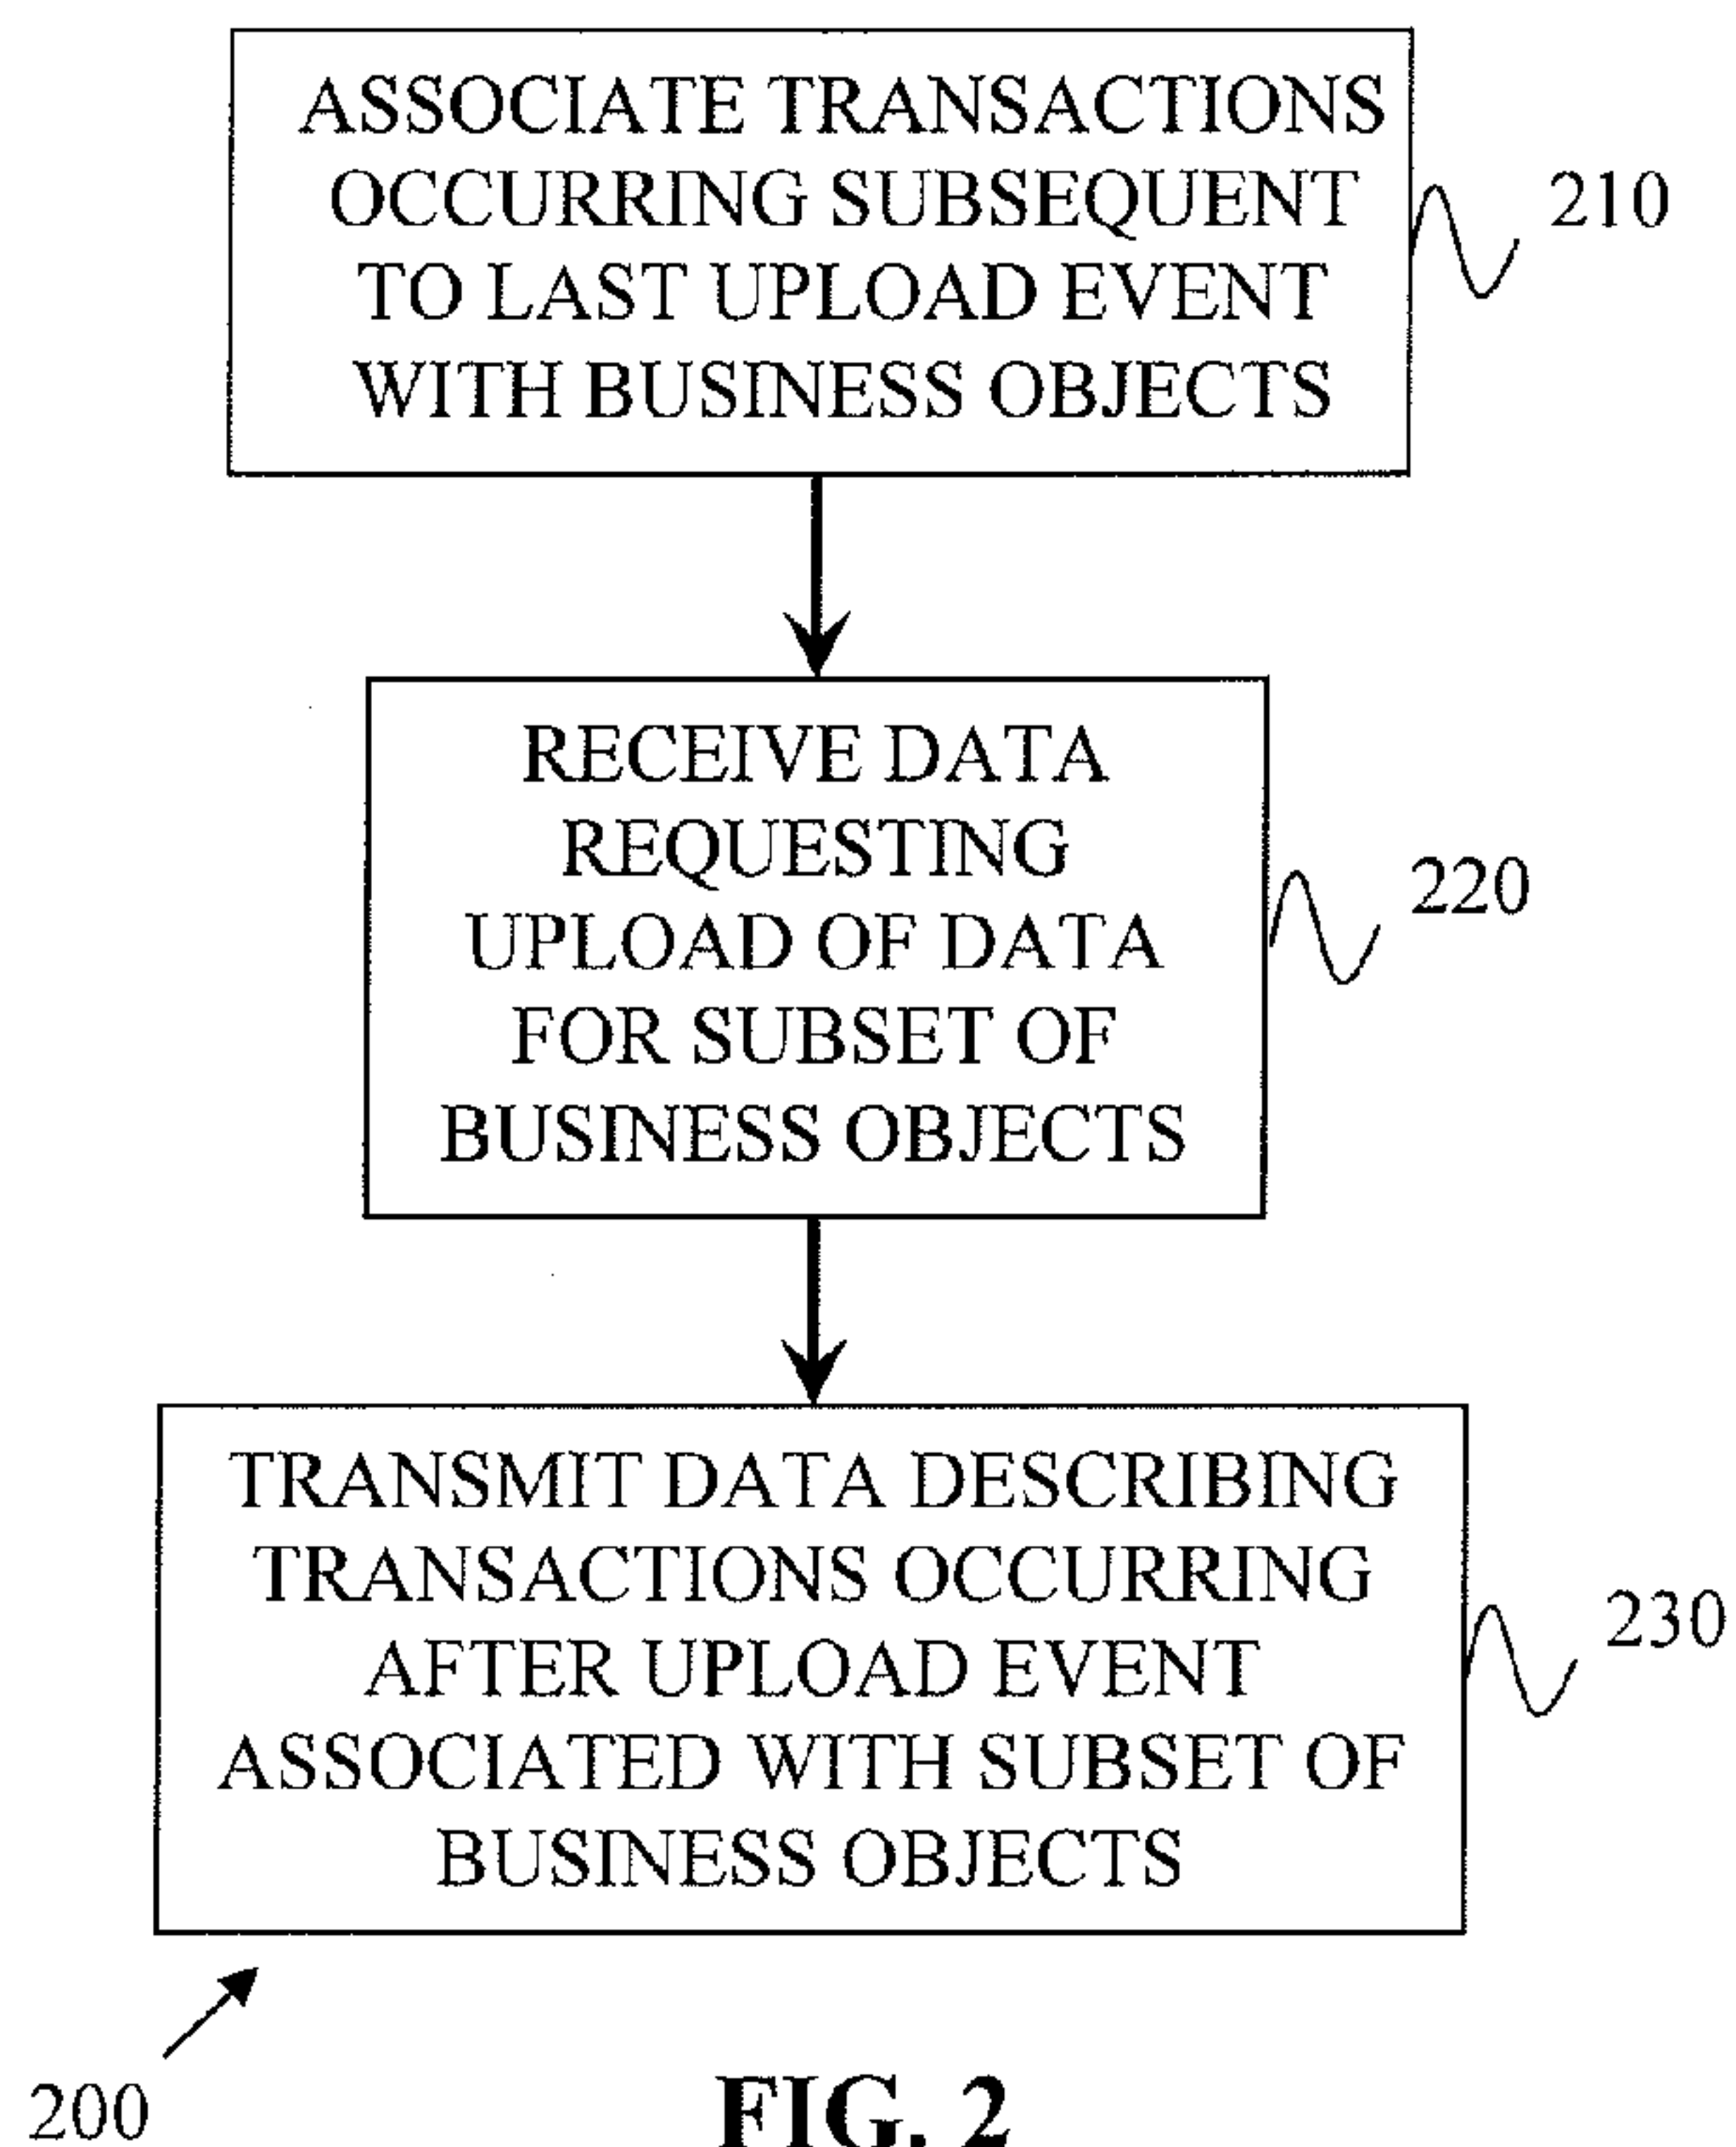 ASSOCIATE TRANSACTIONS
OCCURRING SUBSEQUENT
TO LAST UPLOAD EVENT
WITH BUSINESS OBJECTS
210
RECEIVE DATA
REQUESTING
UPLOAD OF DATA
FOR SUBSET OF
BUSINESS OBJECTS
220
TRANSMIT DATA DESCRIBING
TRANSACTIONS OCCURRING
AFTER UPLOAD EVENT
ASSOCIATED WITH SUBSET OF
BUSINESS OBJECTS
230
200
FIG. 2